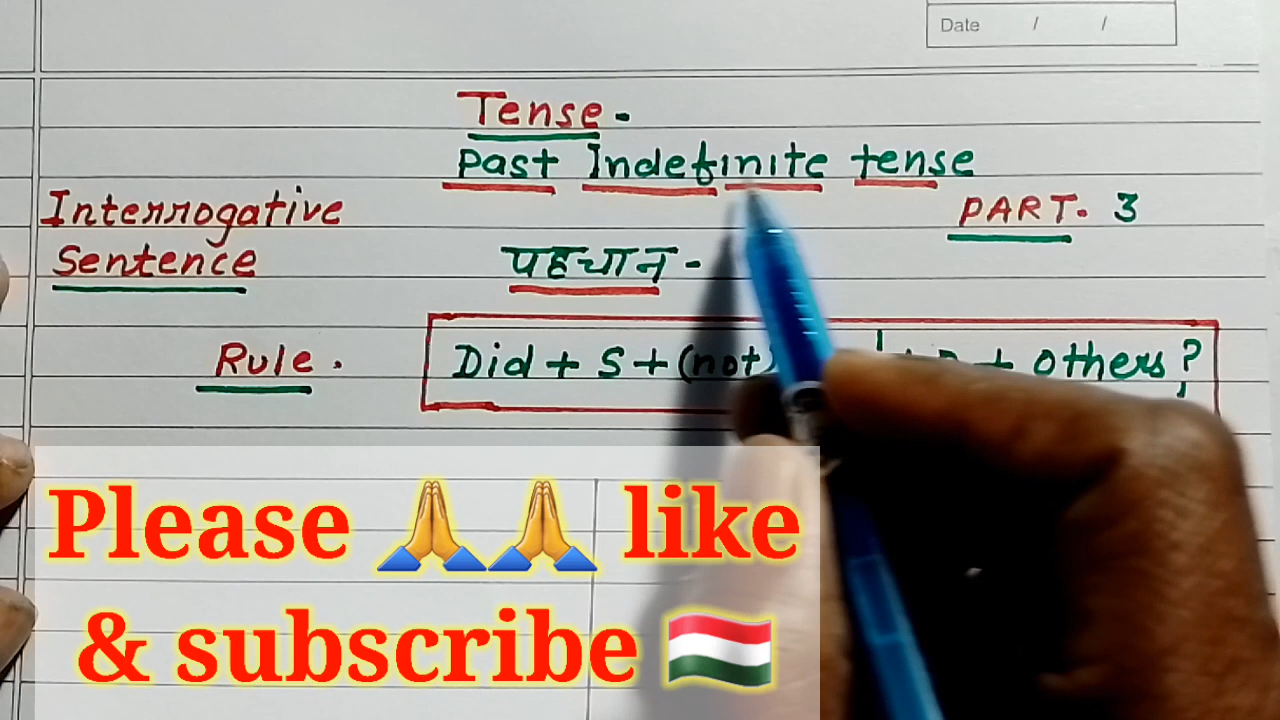 Date / /
Tense-
Past Indefinite tense
Interrogative
PART. 3
Sentence
पहचान -
Rule.
Did + S + (not) + others?
Please 🙏🙏 like
& subscribe 🇭🇺